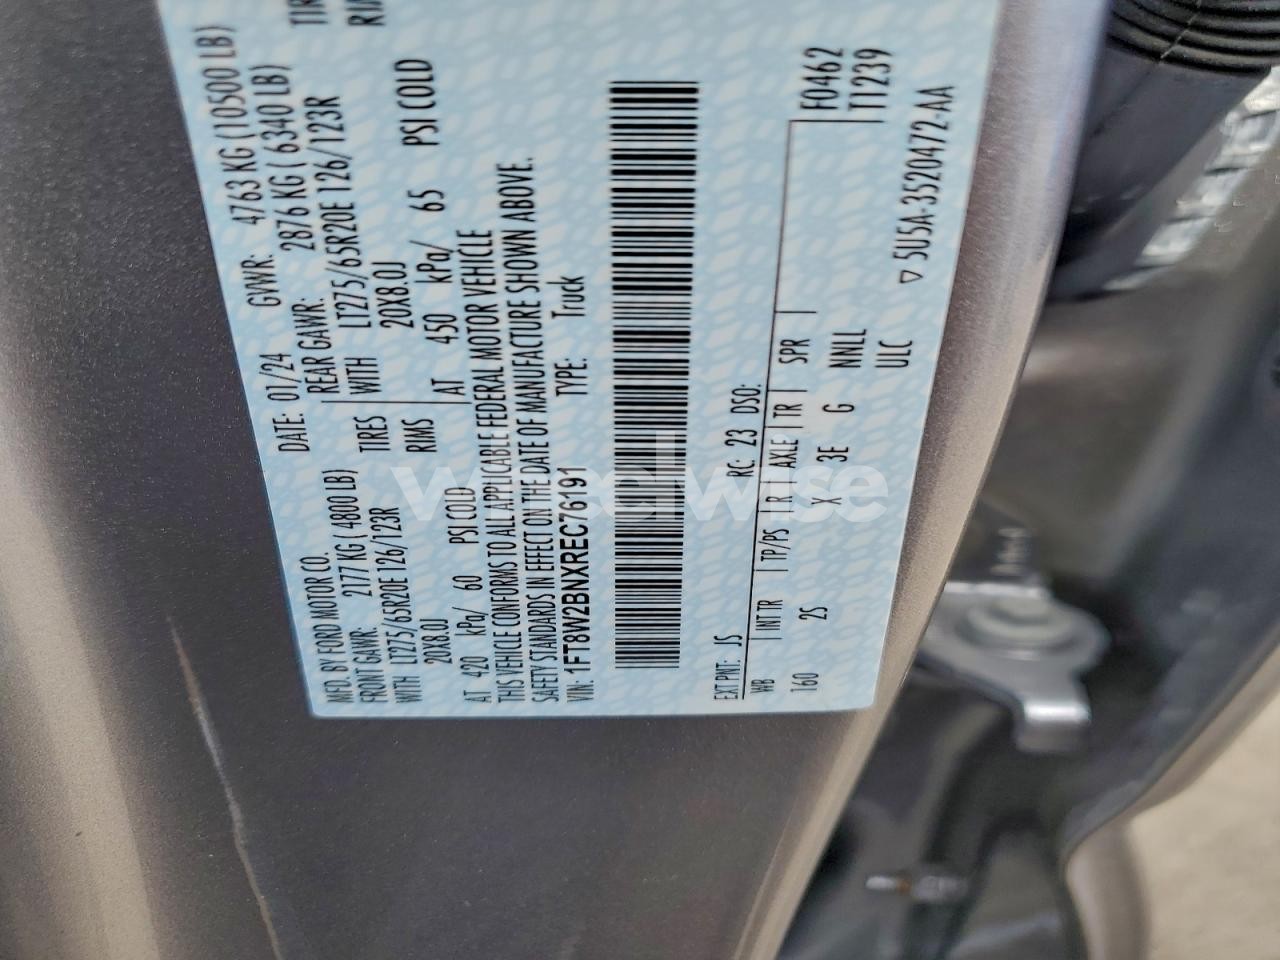 MFD. BY FORD MOTOR CO.
DATE: 01/24 GVWR: 4763 KG (10500 LB)
FRONT GAWR: 2177 KG ( 4800 LB)
REAR GAWR: 2876 KG ( 6340 LB)
WITH LT275/65R20E 126/123R
TIRES WITH LT275/65R20E 126/123R
20X8.0J
RIMS 20X8.0J
AT 420 kPa/ 60 PSI COLD
AT 450 kPa/ 65 PSI COLD
THIS VEHICLE CONFORMS TO ALL APPLICABLE FEDERAL MOTOR VEHICLE
SAFETY STANDARDS IN EFFECT ON THE DATE OF MANUFACTURE SHOWN ABOVE.
VIN: 1FT8W2BNXREC76191 TYPE: Truck
F0462
T1239
EXT PNT: JS RC: 23 DSO:
WB INT TR TP/PS R AXLE TR SPR
160 2S X 3E G NNLL
ULC
▽ 5U5A-3520472-AA
wheelwise